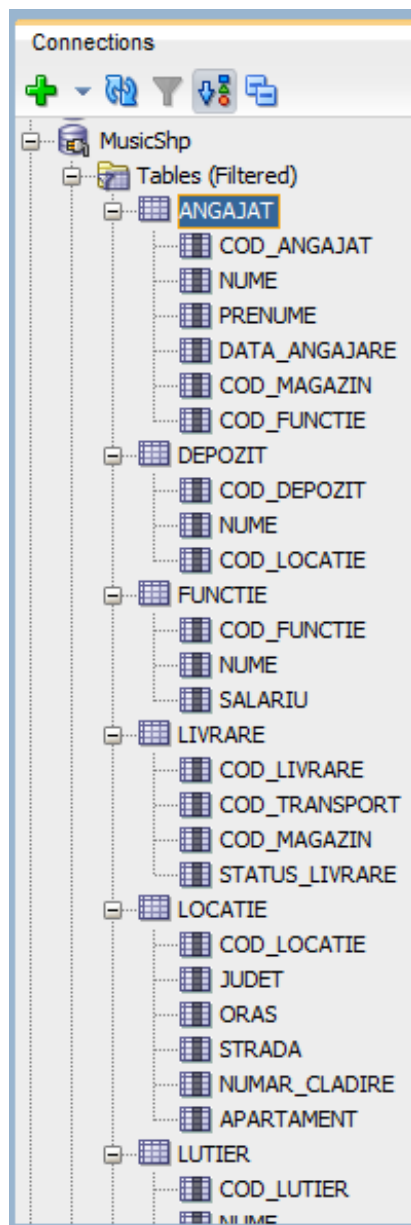 Connections
MusicShp
Tables (Filtered)
ANGAJAT
COD_ANGAJAT
NUME
PRENUME
DATA_ANGAJARE
COD_MAGAZIN
COD_FUNCTIE
DEPOZIT
COD_DEPOZIT
NUME
COD_LOCATIE
FUNCTIE
COD_FUNCTIE
NUME
SALARIU
LIVRARE
COD_LIVRARE
COD_TRANSPORT
COD_MAGAZIN
STATUS_LIVRARE
LOCATIE
COD_LOCATIE
JUDET
ORAS
STRADA
NUMAR_CLADIRE
APARTAMENT
LUTIER
COD_LUTIER
NUME